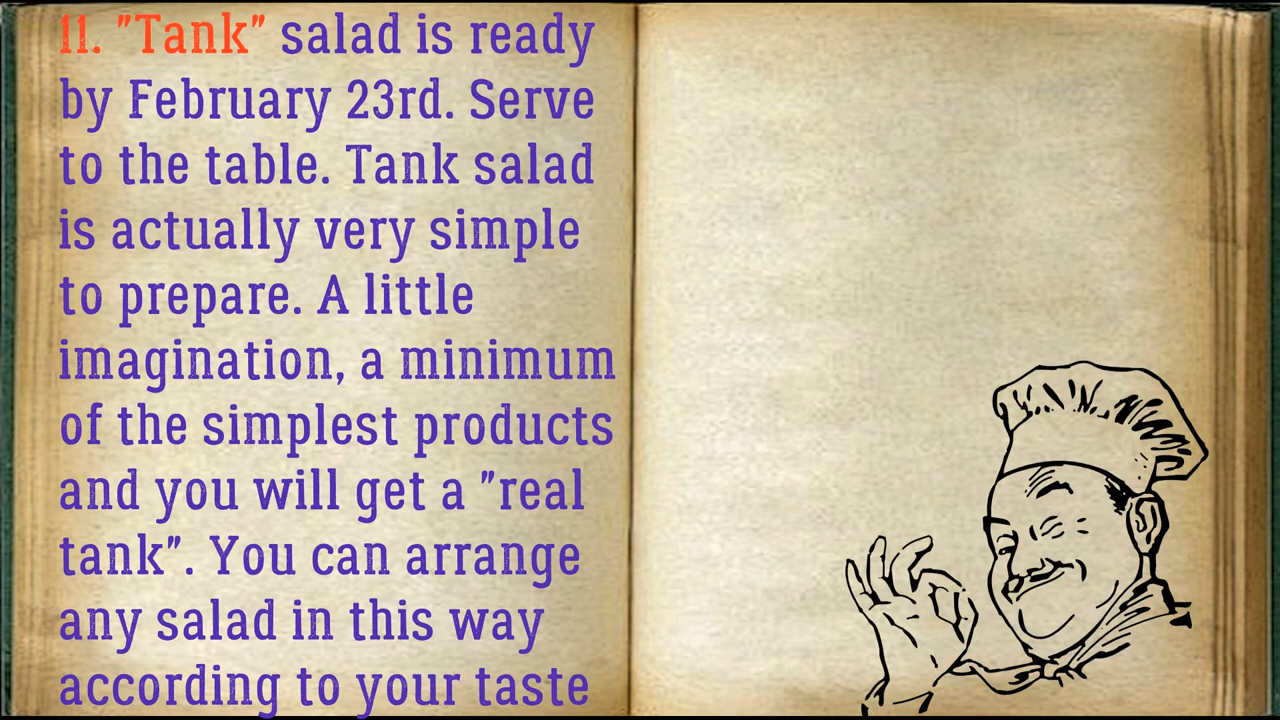 11. "Tank" salad is ready
by February 23rd. Serve
to the table. Tank salad
is actually very simple
to prepare. A little
imagination, a minimum
of the simplest products
and you will get a "real
tank". You can arrange
any salad in this way
according to your taste